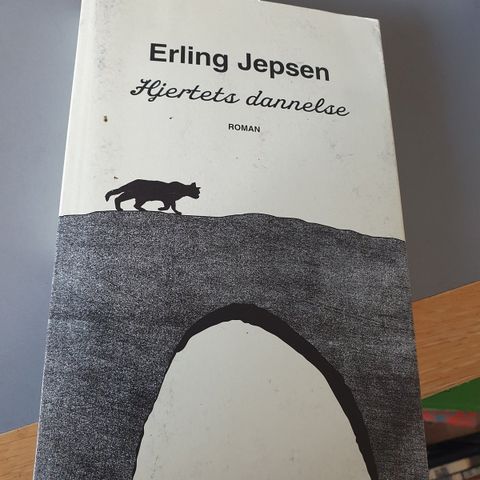 Erling Jepsen
Hjertets dannelse
ROMAN